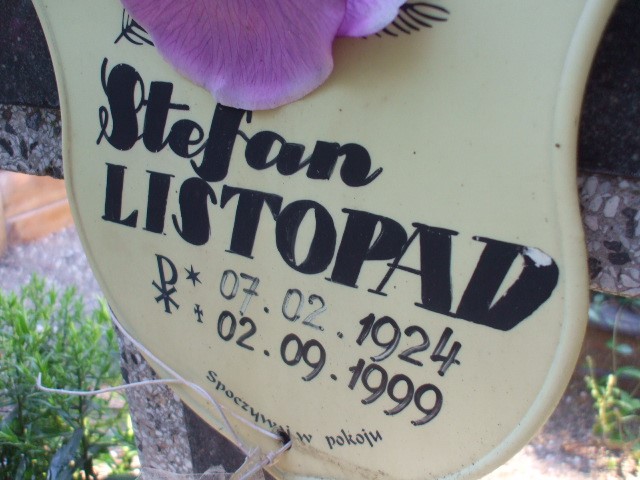 Stefan
LISTOPAD
* 07.02.1924
✝ 02.09.1999
Spoczywaj w pokoju